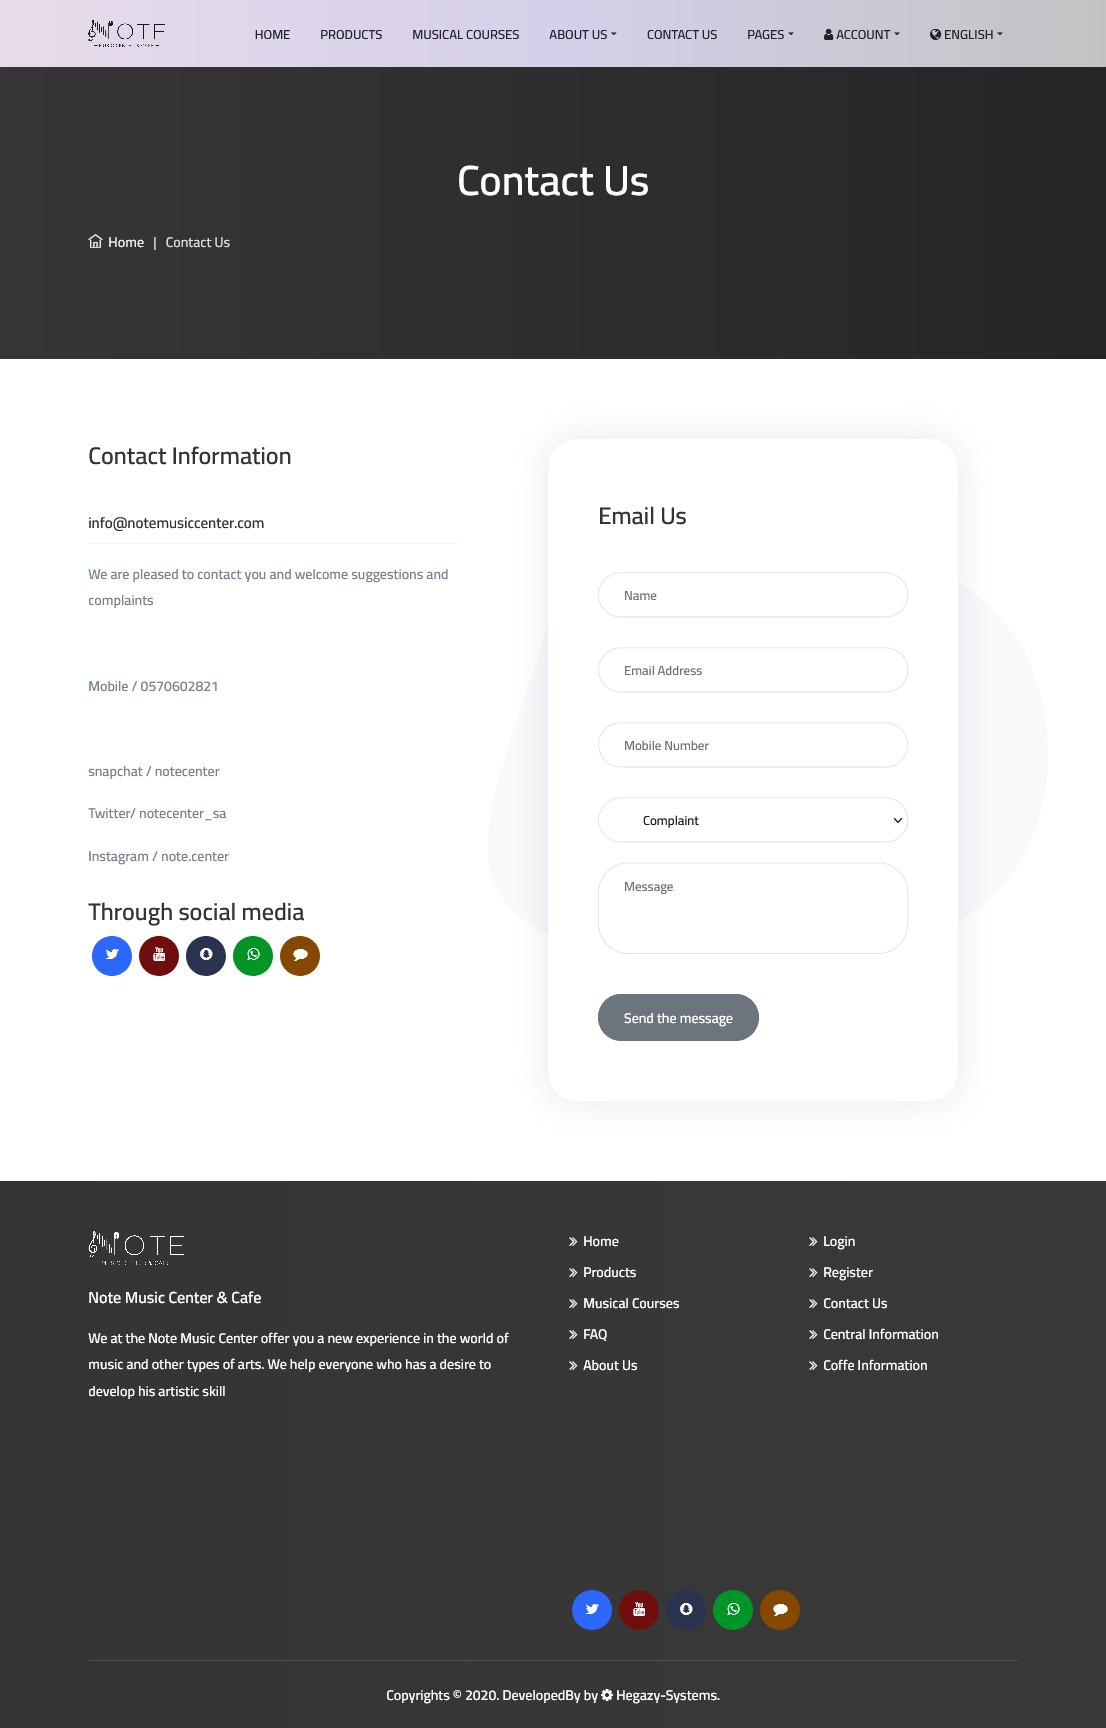 NOTE
HOME PRODUCTS MUSICAL COURSES ABOUT US CONTACT US PAGES ACCOUNT ENGLISH
Contact Us
Home | Contact Us
Contact Information
info@notemusiccenter.com
We are pleased to contact you and welcome suggestions and
complaints
Mobile / 0570602821
snapchat / notecenter
Twitter/ notecenter_sa
Instagram / note.center
Through social media
Email Us
Name
Email Address
Mobile Number
Complaint
Message
Send the message
NOTE
Note Music Center & Cafe
We at the Note Music Center offer you a new experience in the world of
music and other types of arts. We help everyone who has a desire to
develop his artistic skill
Home
Products
Musical Courses
FAQ
About Us
Login
Register
Contact Us
Central Information
Coffe Information
Copyrights © 2020. DevelopedBy by Hegazy-Systems.